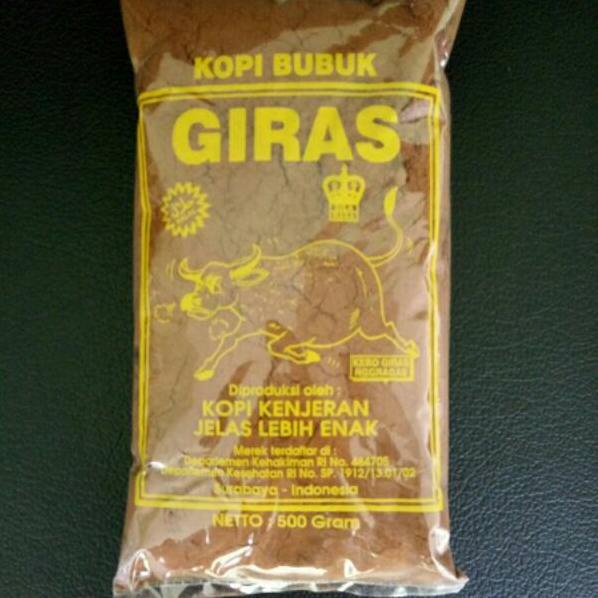 KOPI BUBUK
GIRAS
KEBO GIRAS
Diproduksi oleh :
KOPI KENJERAN
JELAS LEBIH ENAK
Merek terdaftar di :
Departemen Kehakiman RI No. 464705
Departemen Kesehatan RI No. SP. 1912/13.01/02
Surabaya - Indonesia
NETTO : 500 Gram